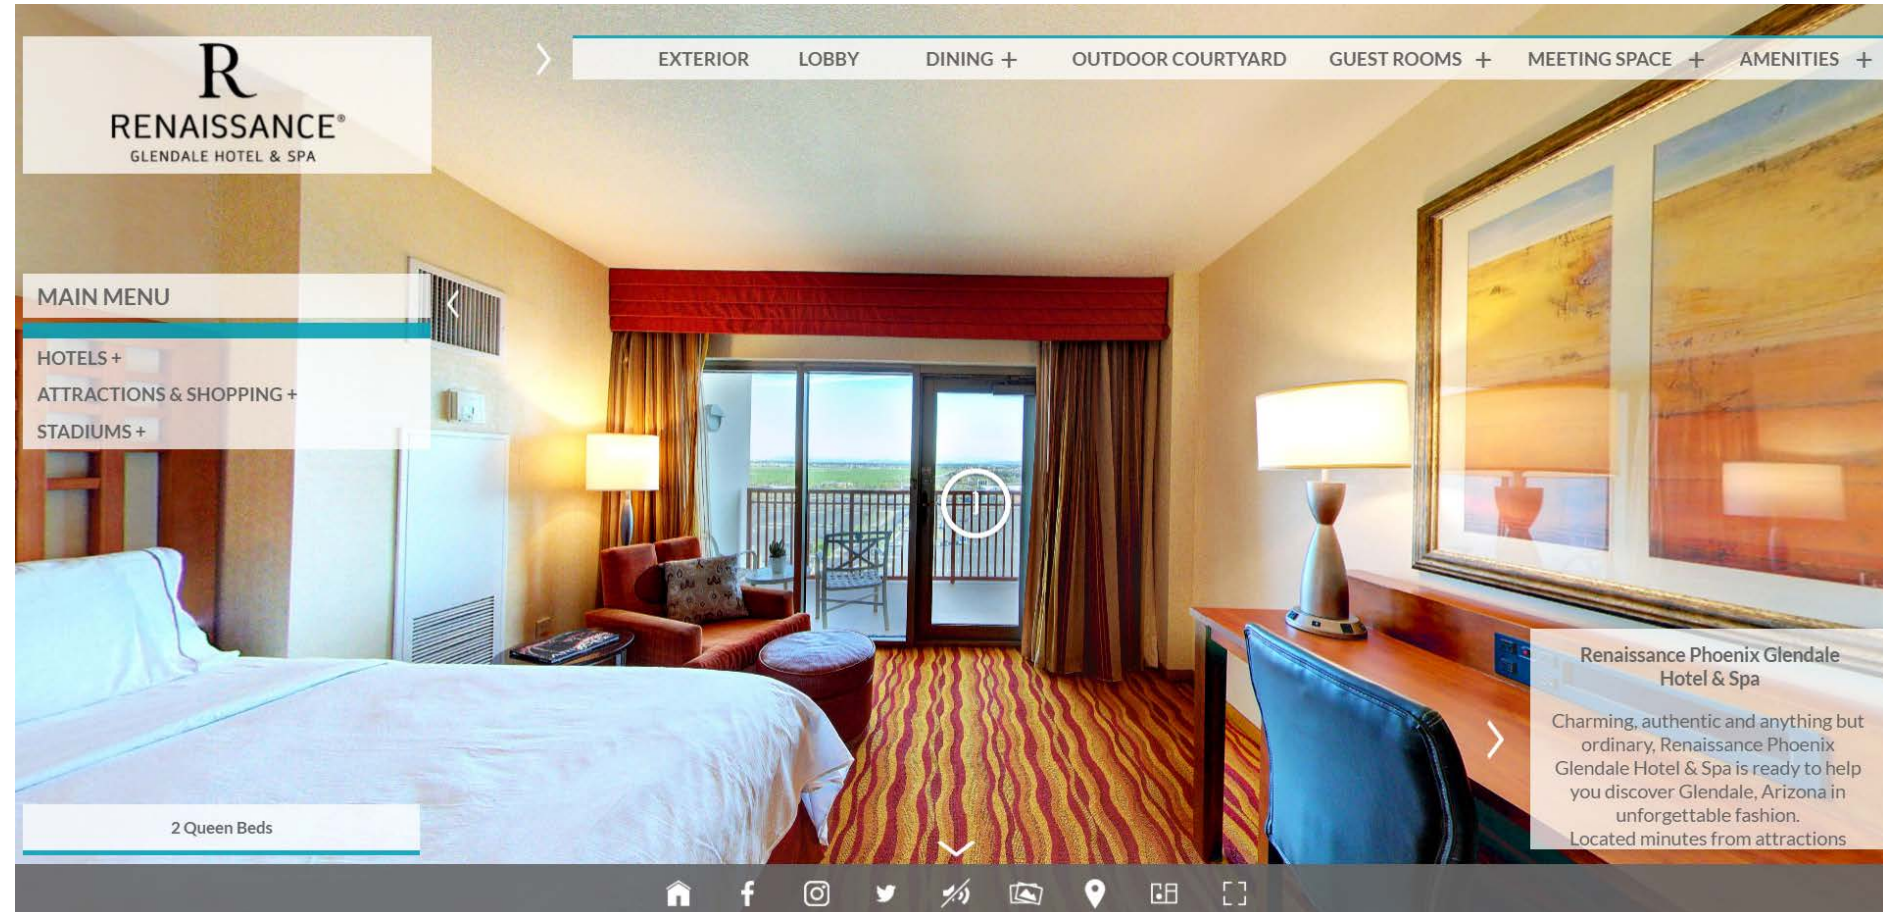 R
RENAISSANCE®
GLENDALE HOTEL & SPA
EXTERIOR LOBBY DINING + OUTDOOR COURTYARD GUEST ROOMS + MEETING SPACE + AMENITIES +
MAIN MENU
HOTELS +
ATTRACTIONS & SHOPPING +
STADIUMS +
Renaissance Phoenix Glendale
Hotel & Spa
Charming, authentic and anything but
ordinary, Renaissance Phoenix
Glendale Hotel & Spa is ready to help
you discover Glendale, Arizona in
unforgettable fashion.
Located minutes from attractions
2 Queen Beds